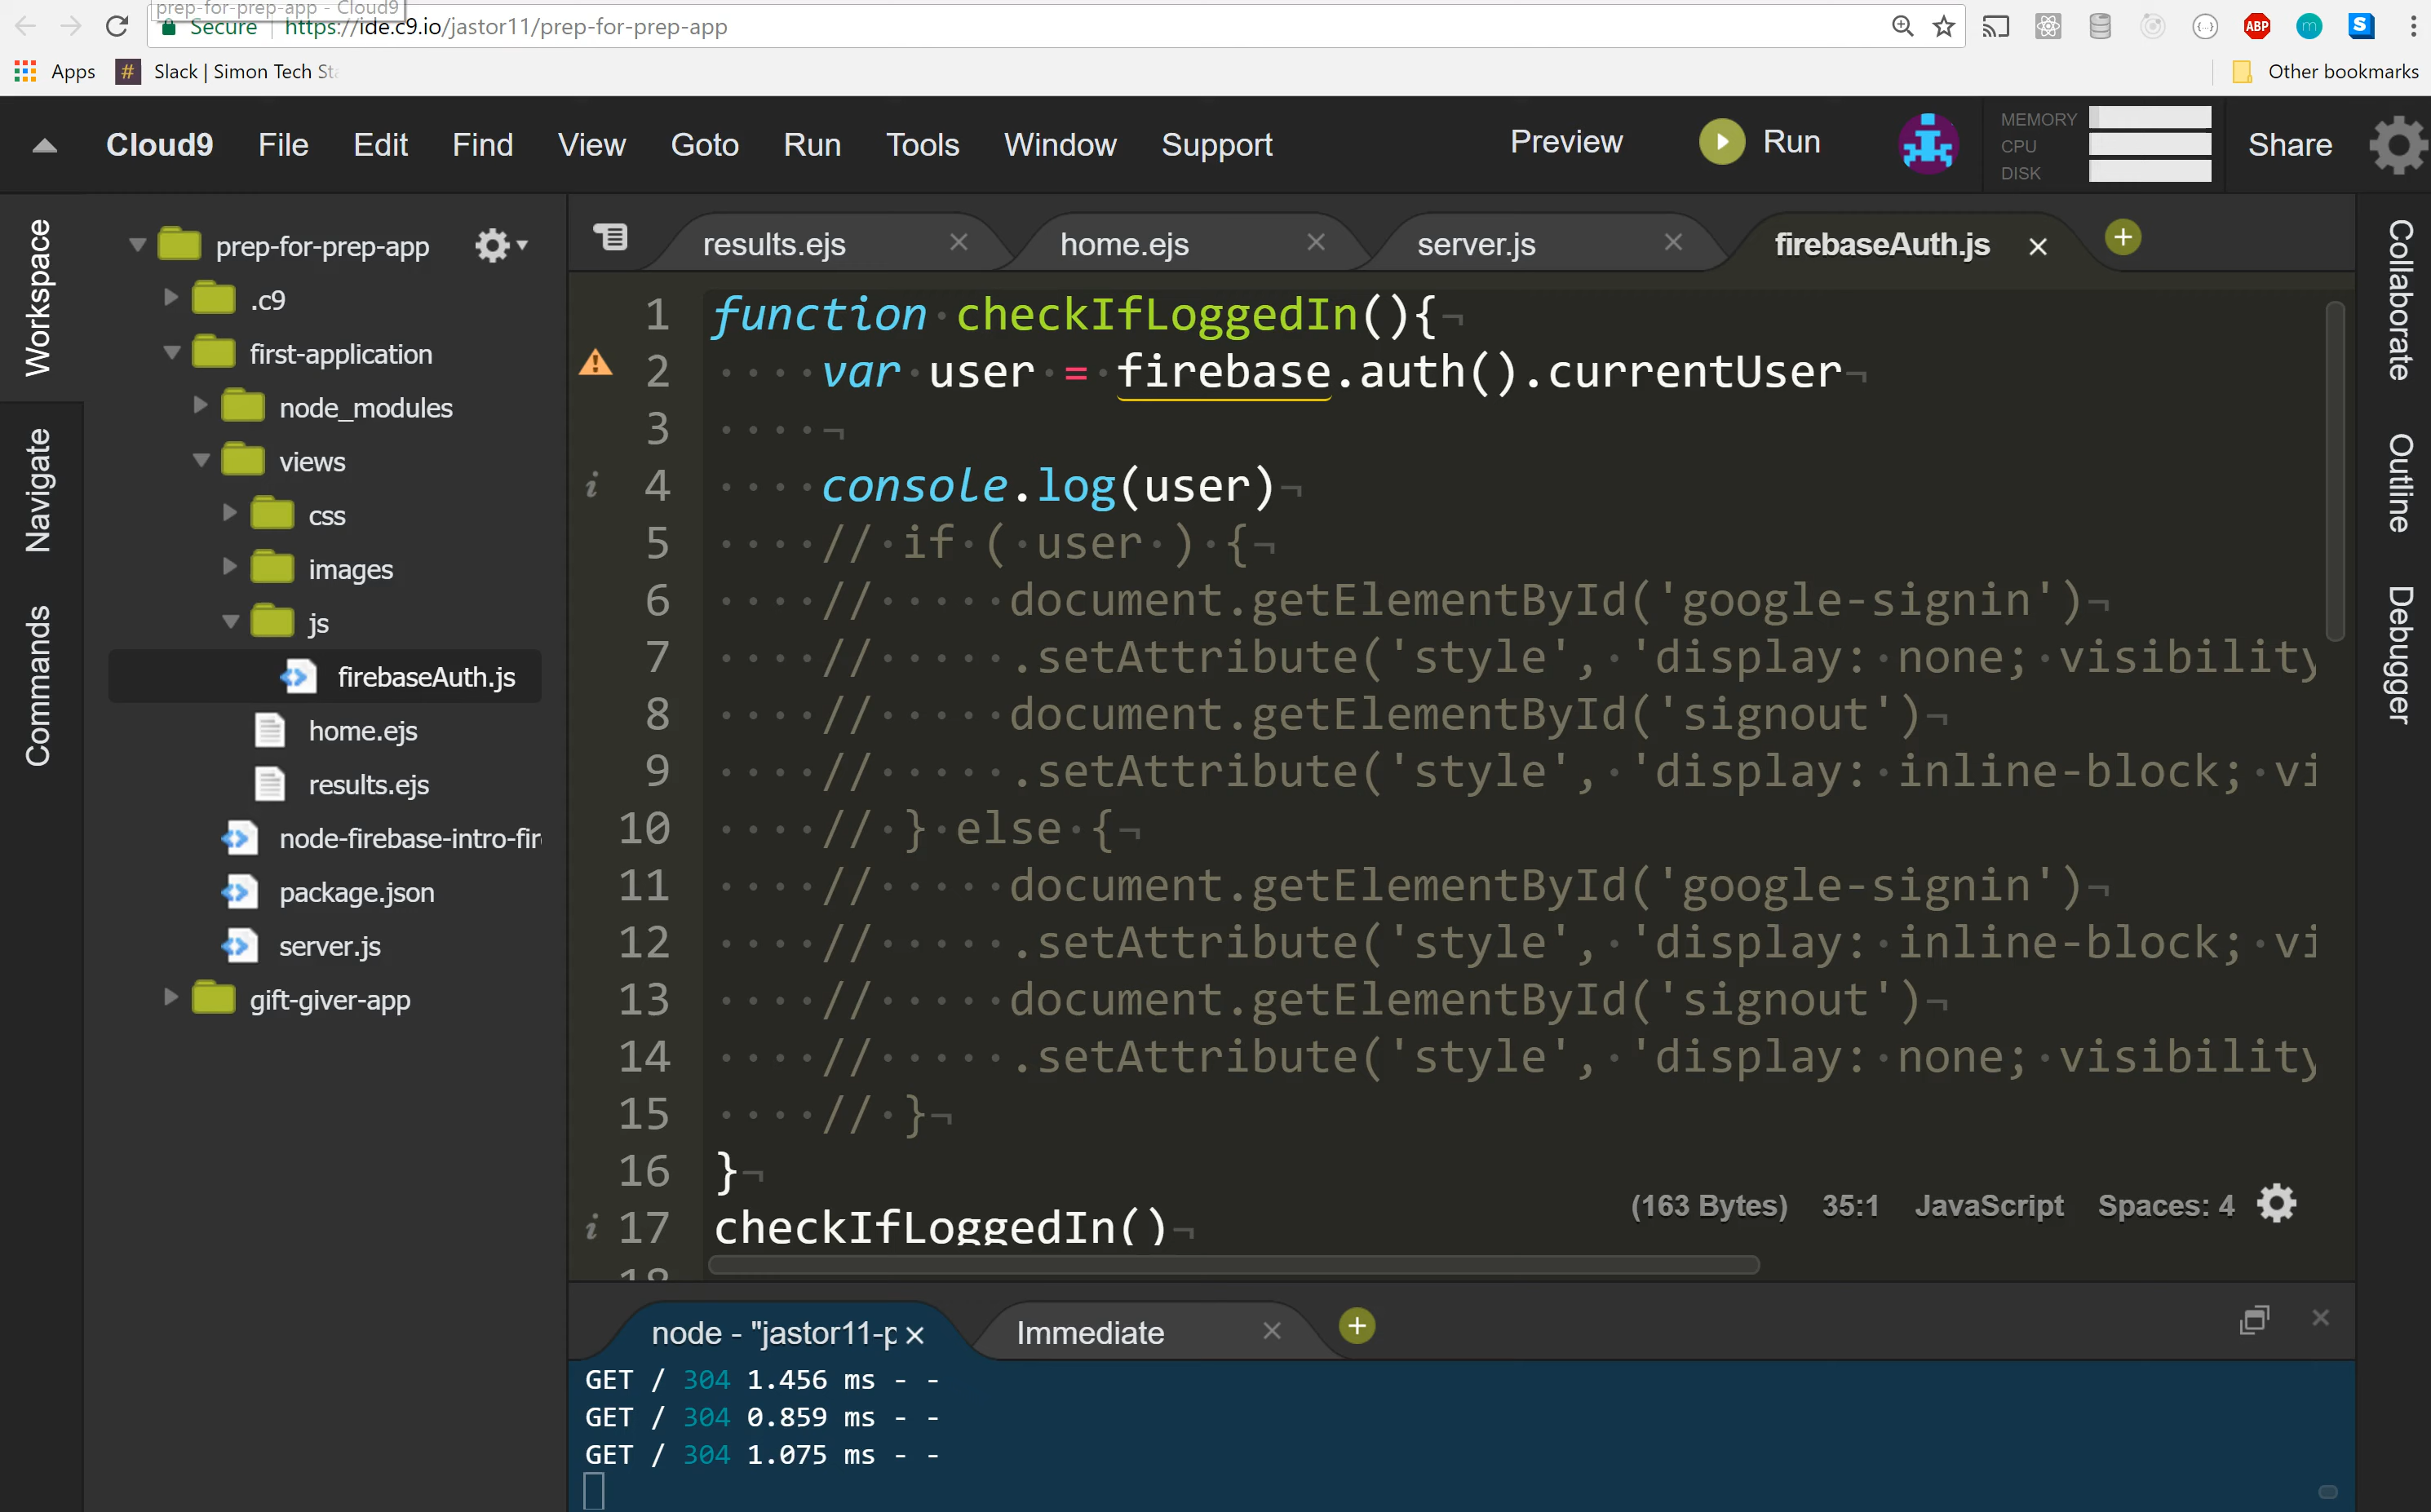 prep-for-prep-app - Cloud9
Secure https://ide.c9.io/jastor11/prep-for-prep-app
ABP
m
S
Apps # Slack | Simon Tech
Other bookmarks
Cloud9 File Edit Find View Goto Run Tools Window Support
Preview Run
MEMORY
CPU
DISK
Share
Workspace
Navigate
Commands
prep-for-prep-app
.c9
first-application
node_modules
views
css
images
js
firebaseAuth.js
home.ejs
results.ejs
node-firebase-intro-fir
package.json
server.js
gift-giver-app
results.ejs home.ejs server.js firebaseAuth.js
1 function checkIfLoggedIn(){
2 var user = firebase.auth().currentUser
3
4 console.log(user)
5 // if ( user ) {
6 // document.getElementById('google-signin')
7 // .setAttribute('style', 'display: none; visibility
8 // document.getElementById('signout')
9 // .setAttribute('style', 'display: inline-block; vi
10 // } else {
11 // document.getElementById('google-signin')
12 // .setAttribute('style', 'display: inline-block; vi
13 // document.getElementById('signout')
14 // .setAttribute('style', 'display: none; visibility
15 // }
16 }
17 checkIfLoggedIn()
18
(163 Bytes) 35:1 JavaScript Spaces: 4
Collaborate
Outline
Debugger
node - "jastor11-p Immediate
GET / 304 1.456 ms - -
GET / 304 0.859 ms - -
GET / 304 1.075 ms - -